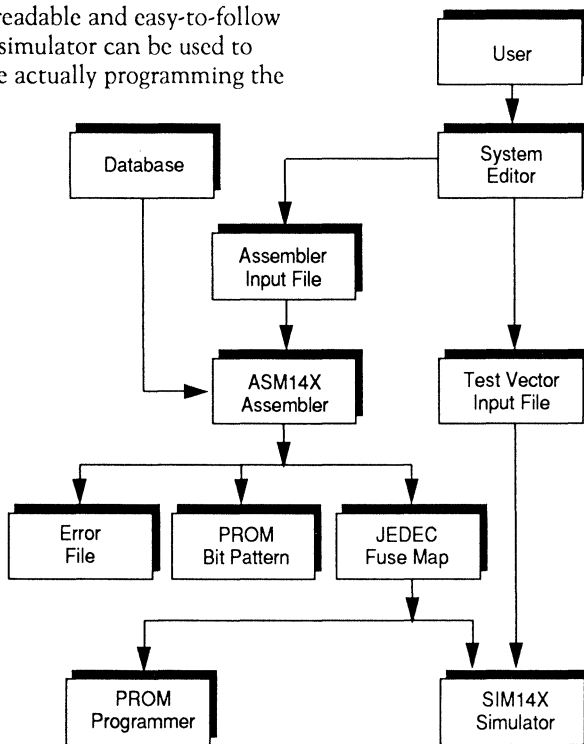 readable and easy-to-follow
simulator can be used to
e actually programming the
User
Database
System
Editor
Assembler
Input File
ASM14X
Assembler
Test Vector
Input File
Error
File
PROM
Bit Pattern
JEDEC
Fuse Map
PROM
Programmer
SIM14X
Simulator